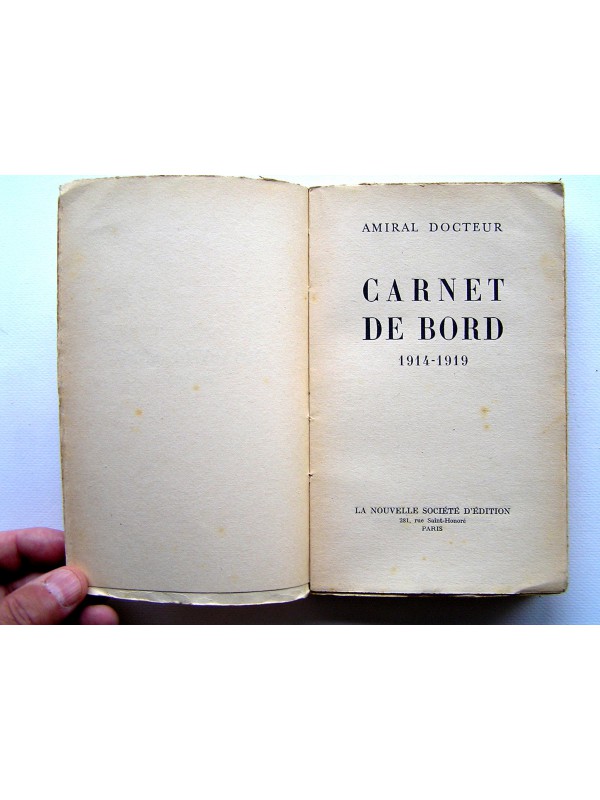 AMIRAL DOCTEUR
CARNET
DE BORD
1914-1919
LA NOUVELLE SOCIÉTÉ D'ÉDITION
281, rue Saint-Honoré
PARIS